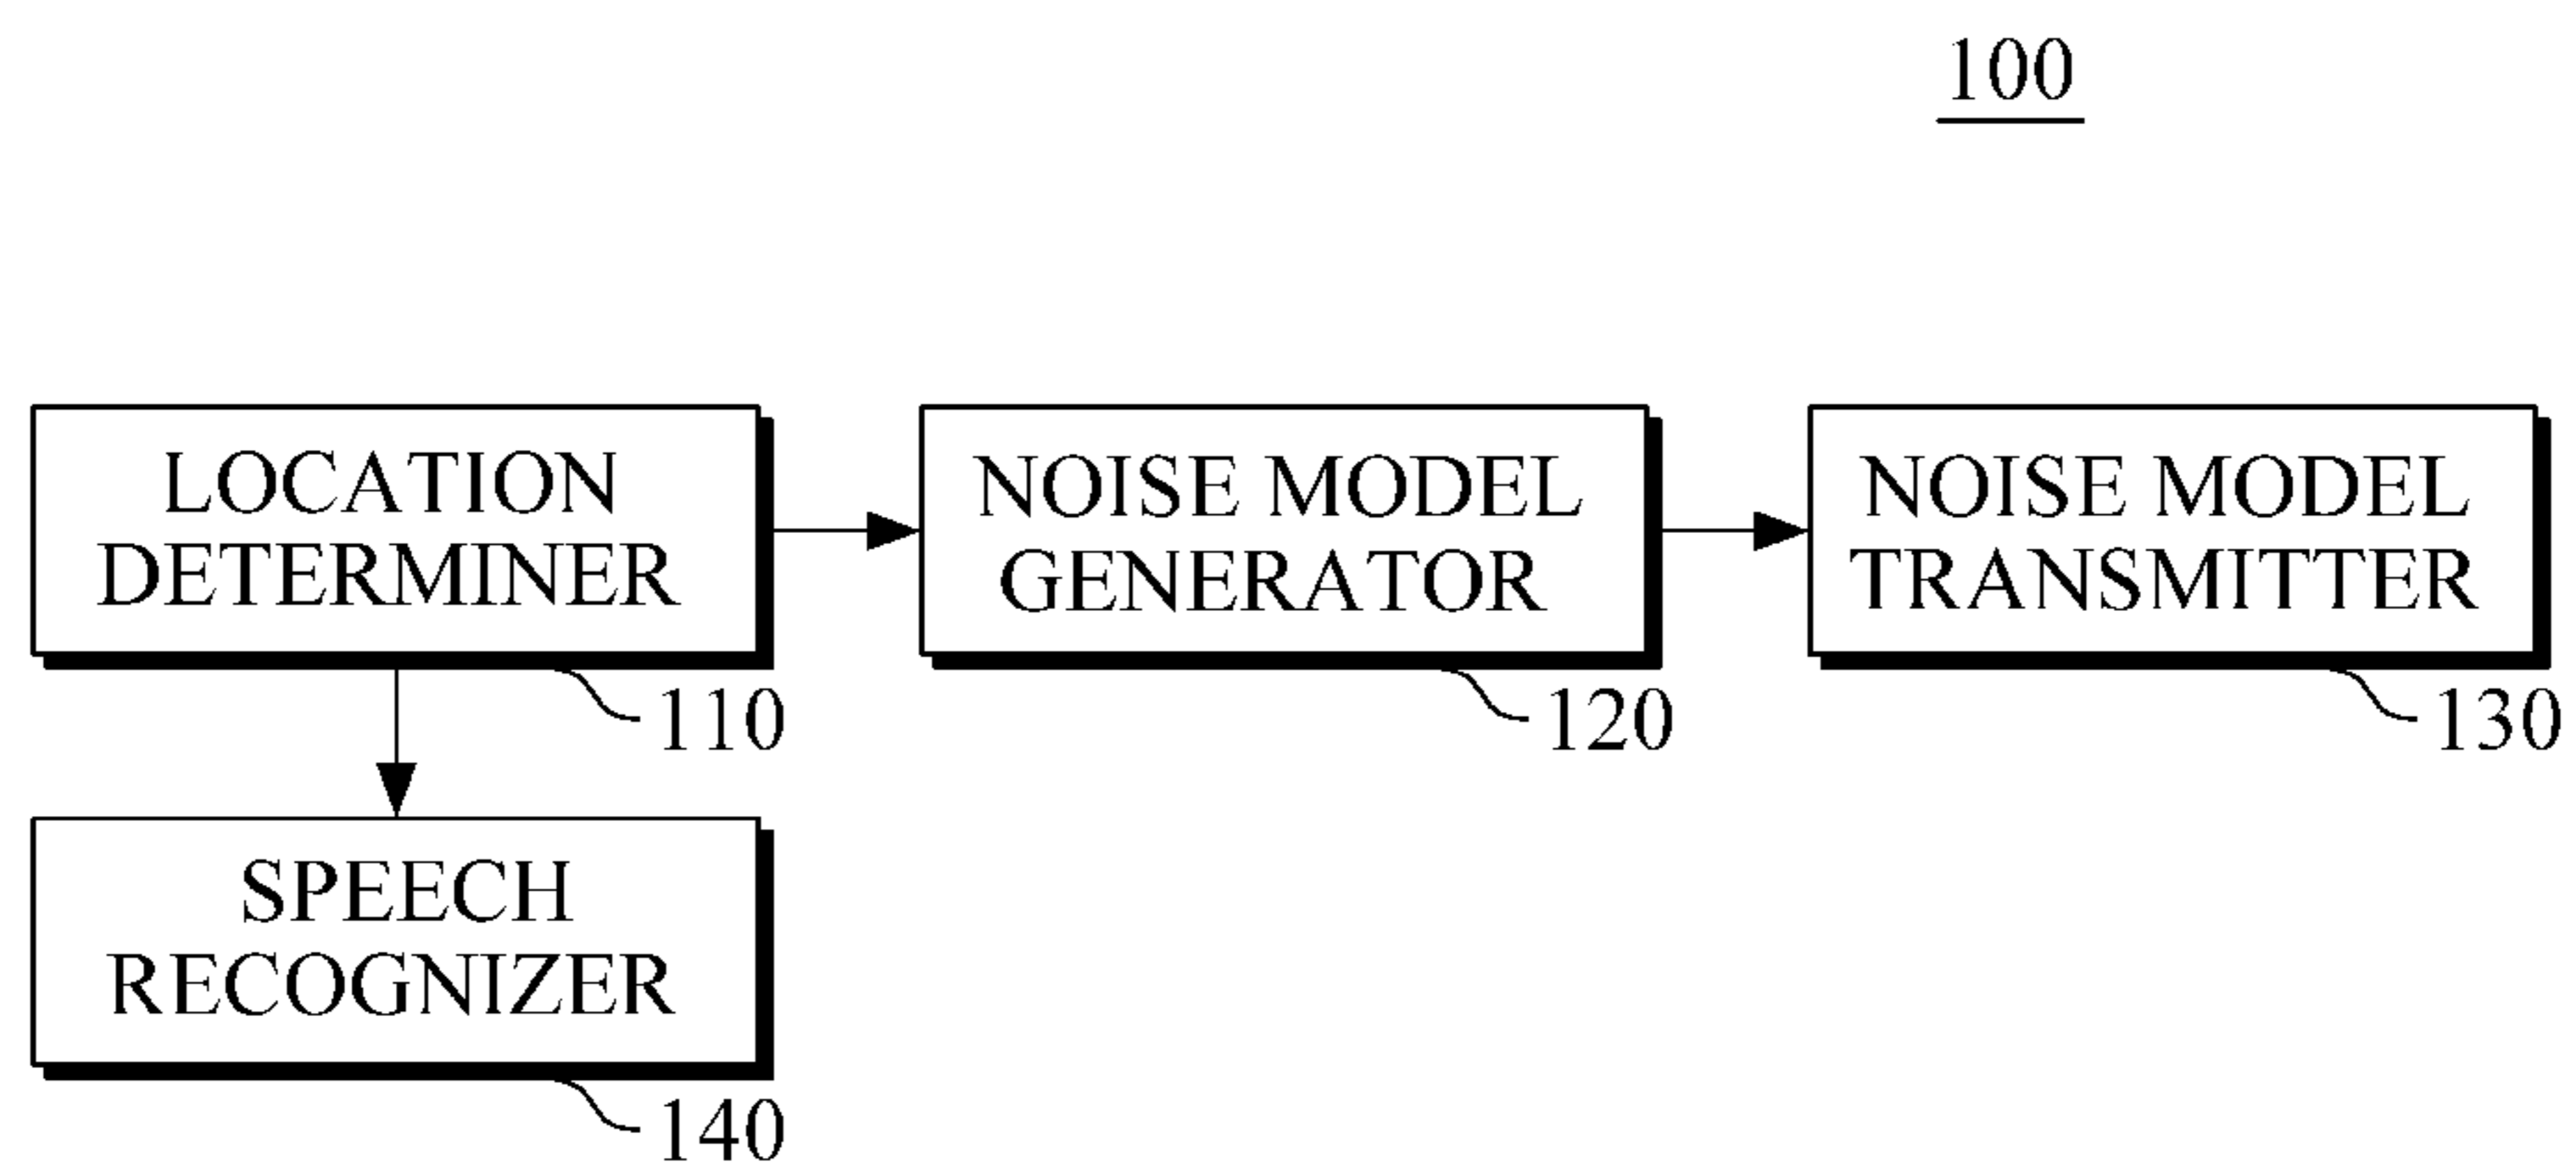 100
LOCATION
DETERMINER
110
NOISE MODEL
GENERATOR
120
NOISE MODEL
TRANSMITTER
130
SPEECH
RECOGNIZER
140